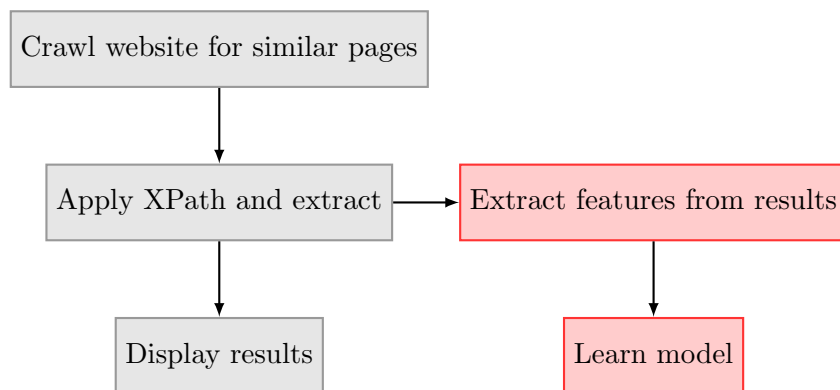 Crawl website for similar pages
Apply XPath and extract
Extract features from results
Display results
Learn model